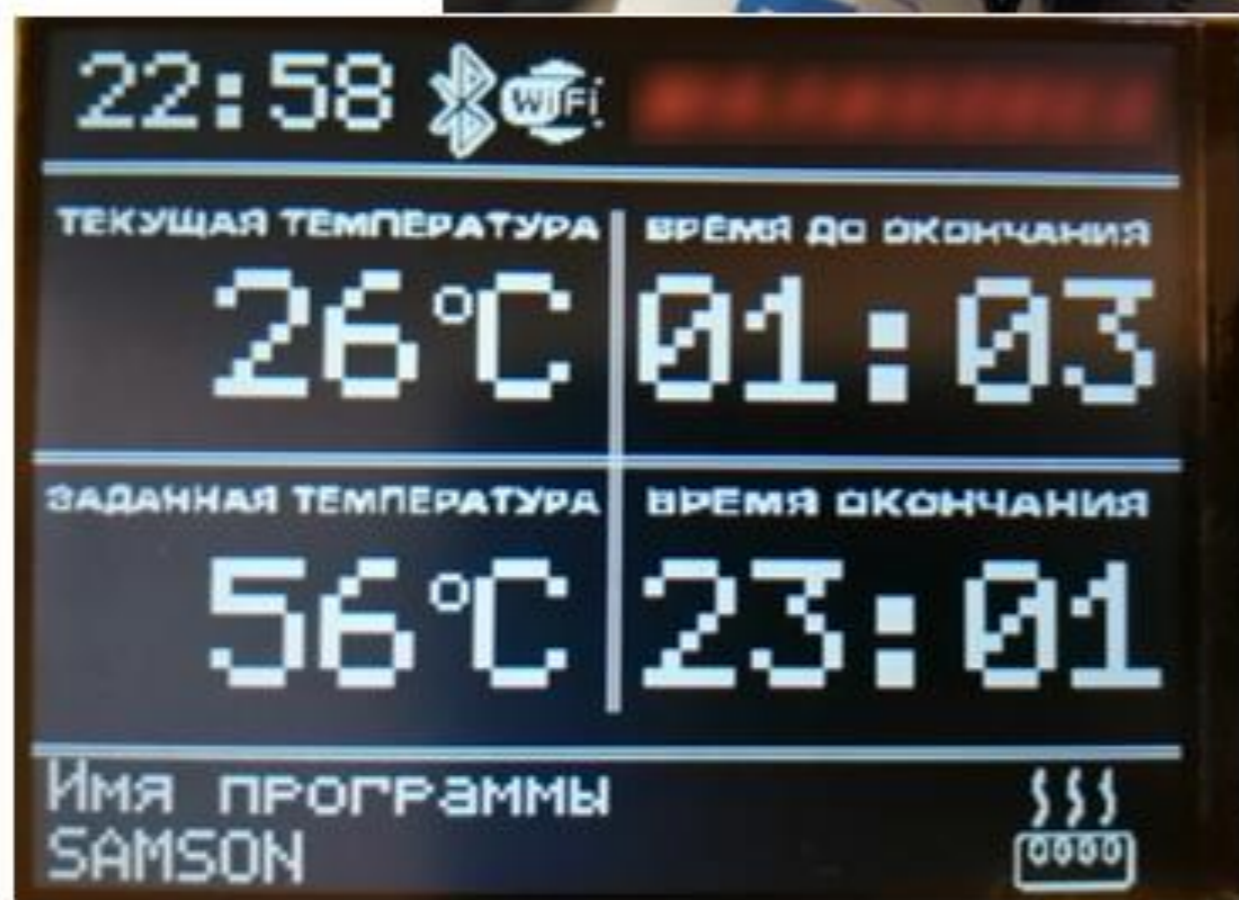 22:58 WiFi
ТЕКУЩАЯ ТЕМПЕРАТУРА ВРЕМЯ ДО ОКОНЧАНИЯ
26°C 01:03
ЗАДАННАЯ ТЕМПЕРАТУРА ВРЕМЯ ОКОНЧАНИЯ
56°C 23:01
Имя программы
SAMSON